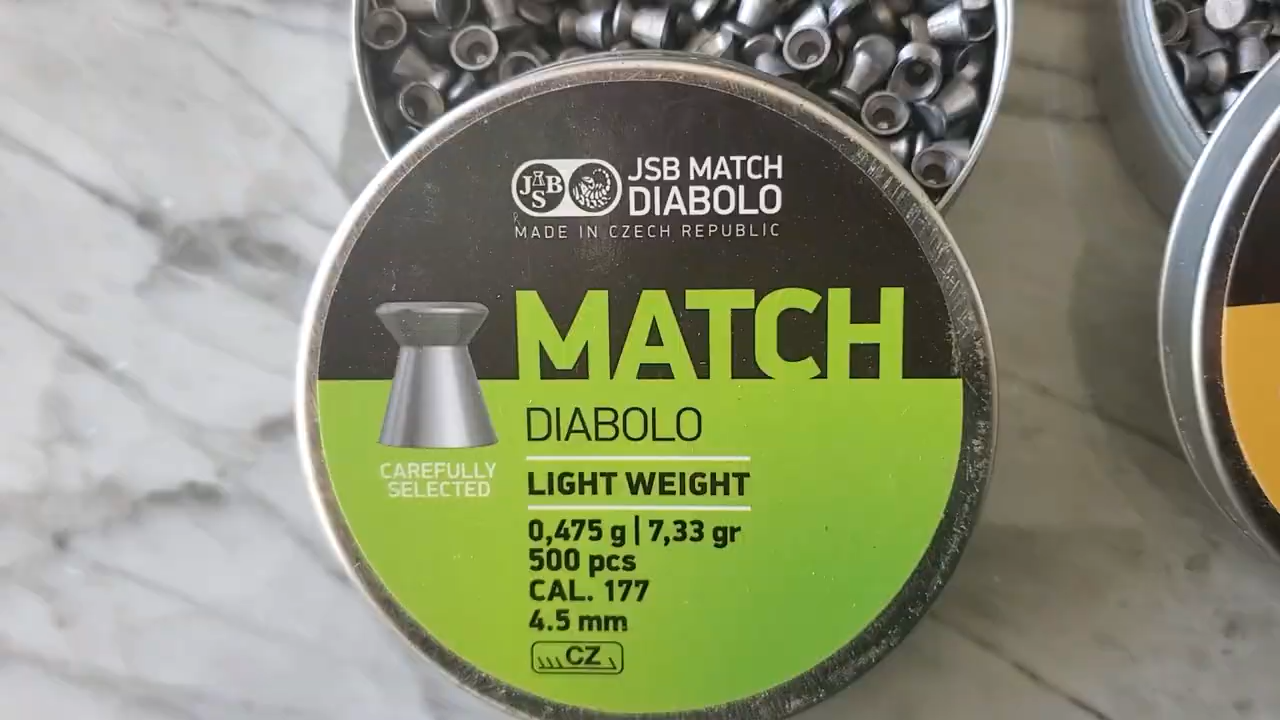 JSB
JSB MATCH
DIABOLO
MADE IN CZECH REPUBLIC
MATCH
DIABOLO
CAREFULLY
SELECTED
LIGHT WEIGHT
0,475 g | 7,33 gr
500 pcs
CAL. 177
4.5 mm
CZ